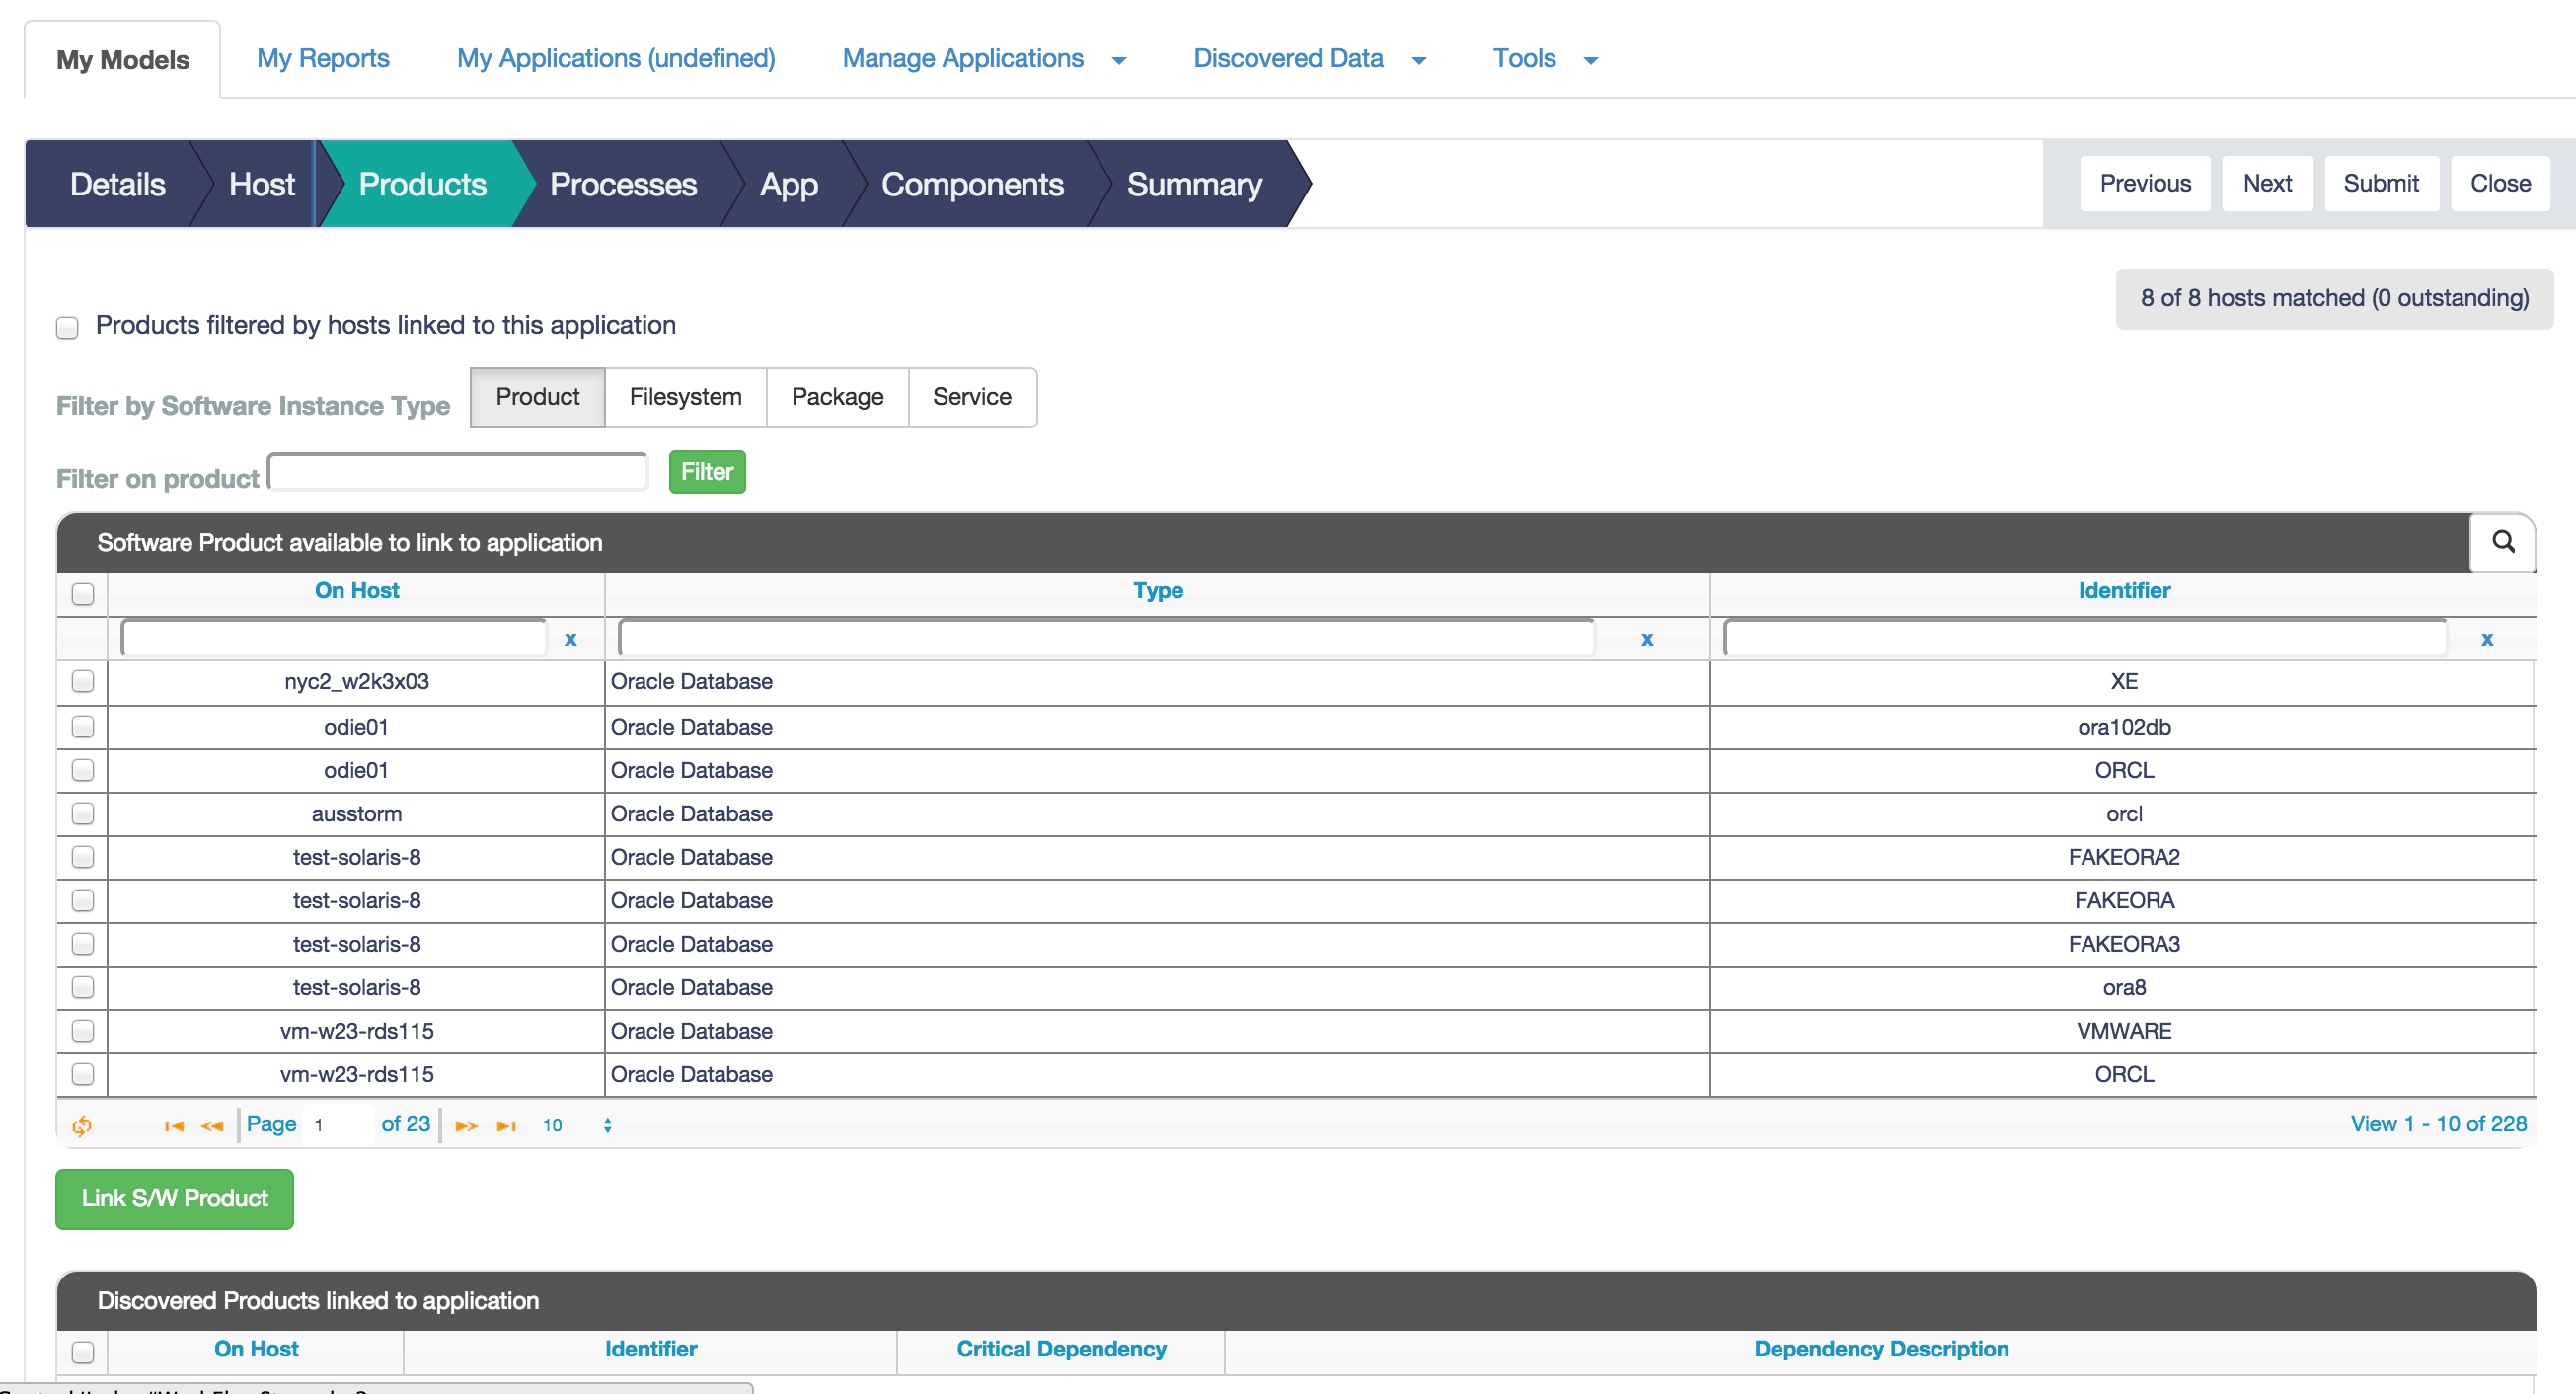 My Models My Reports My Applications (undefined) Manage Applications Discovered Data Tools
Details Host Products Processes App Components Summary Previous Next Submit Close
8 of 8 hosts matched (0 outstanding)
Products filtered by hosts linked to this application
Filter by Software Instance Type Product Filesystem Package Service
Filter on product Filter
Software Product available to link to application
On Host Type Identifier
x x x
nyc2_w2k3x03 Oracle Database XE
odie01 Oracle Database ora102db
odie01 Oracle Database ORCL
ausstorm Oracle Database orcl
test-solaris-8 Oracle Database FAKEORA2
test-solaris-8 Oracle Database FAKEORA
test-solaris-8 Oracle Database FAKEORA3
test-solaris-8 Oracle Database ora8
vm-w23-rds115 Oracle Database VMWARE
vm-w23-rds115 Oracle Database ORCL
Page 1 of 23 10 View 1 - 10 of 228
Link S/W Product
Discovered Products linked to application
On Host Identifier Critical Dependency Dependency Description